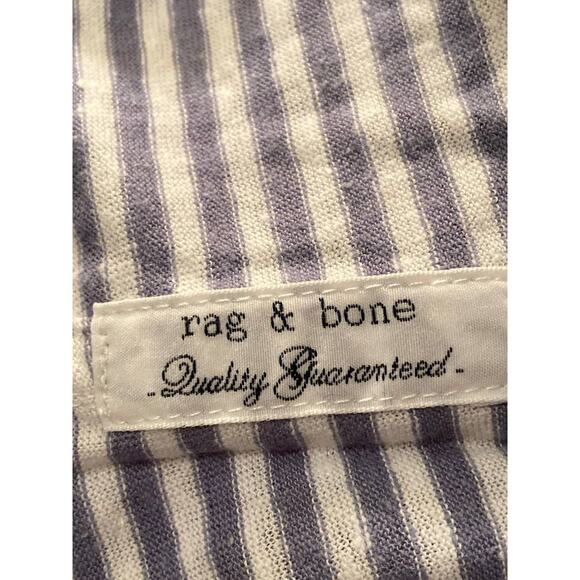 rag & bone
- Quality Guaranteed -